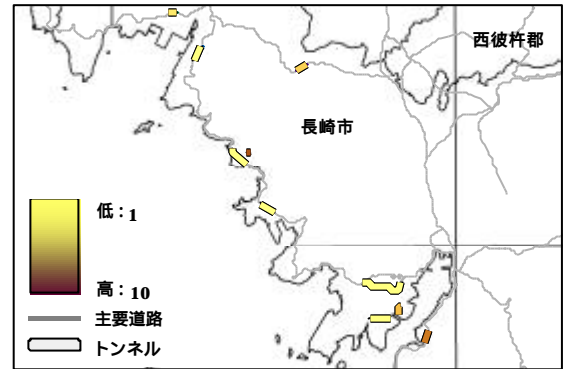 西彼杵郡
長崎市
低：1
高：10
主要道路
トンネル